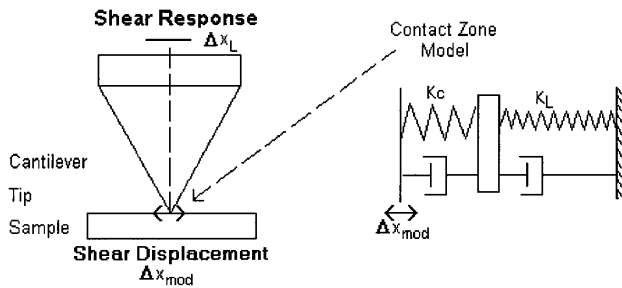 Shear Response
Δx_L
Contact Zone
Model
Kc
K_L
Cantilever
Tip
Sample
Shear Displacement
Δx_mod
Δx_mod